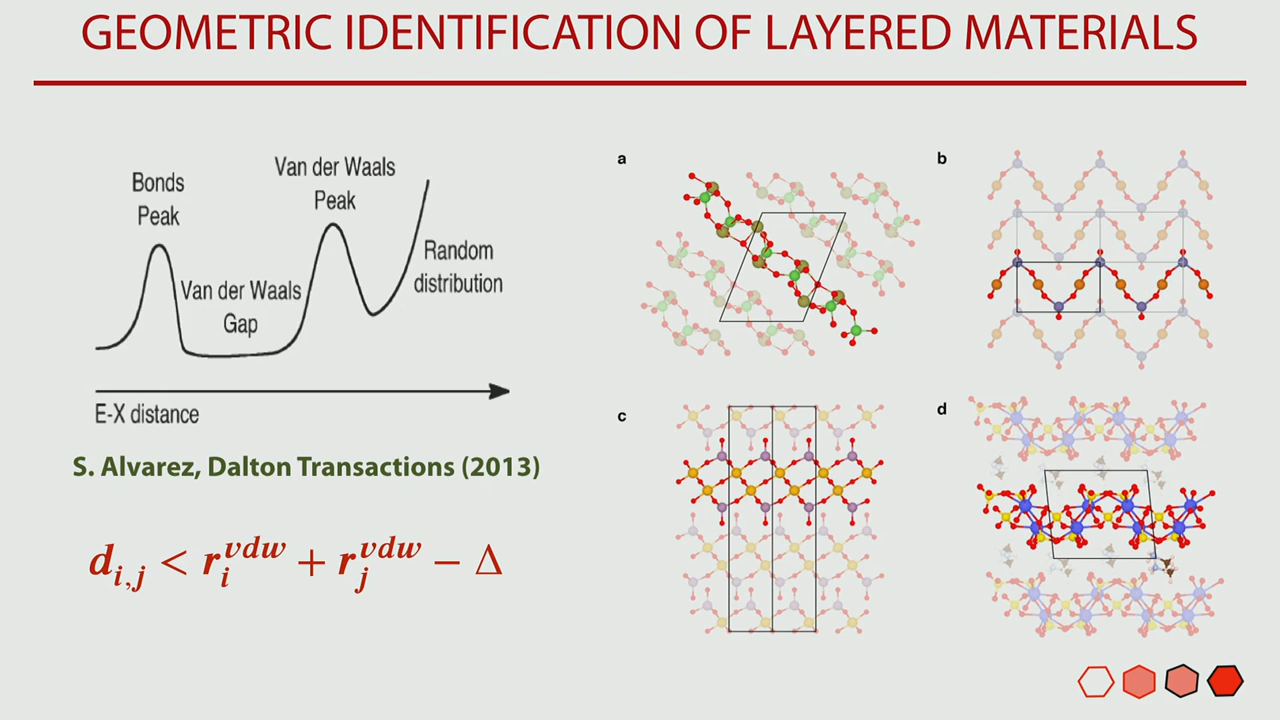 GEOMETRIC IDENTIFICATION OF LAYERED MATERIALS
Bonds
Peak
Van der Waals
Peak
Van der Waals
Gap
Random
distribution
E-X distance
S. Alvarez, Dalton Transactions (2013)
d_{i,j} < r_i^{vdw} + r_j^{vdw} − Δ
a
b
c
d